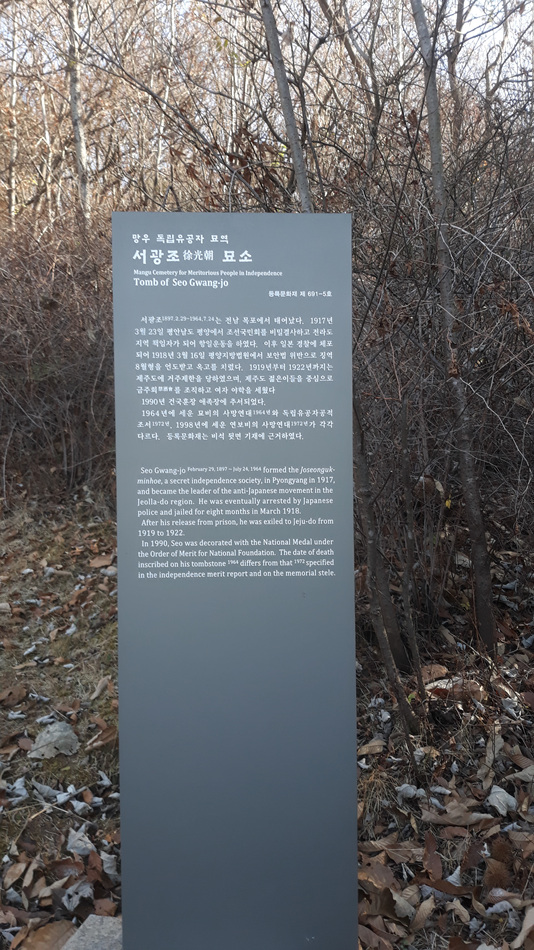 망우 독립유공자 묘역
서광조 徐光朝 묘소
Mangu Cemetery for Meritorious People in Independence
Tomb of Seo Gwang-jo
등록문화재 제 691-5호
서광조1897.2.29~1964.7.24는 전남 목포에서 태어났다. 1917년
3월 23일 평안남도 평양에서 조선국민회를 비밀결사하고 전라도
지역 책임자가 되어 항일운동을 하였다. 이후 일본 경찰에 체포
되어 1918년 3월 16일 평양지방법원에서 보안법 위반으로 징역
8월형을 언도받고 옥고를 치렀다. 1919년부터 1922년까지는
제주도에 거주제한을 당하였으며, 제주도 젊은이들을 중심으로
금주회禁酒會를 조직하고 여자 야학을 세웠다
1990년 건국훈장 애족장에 추서되었다.
1964년에 세운 묘비의 사망연대1964년와 독립유공자공적
조서1972년, 1998년에 세운 연보비의 사망연대1972년가 각각
다르다. 등록문화재는 비석 뒷면 기재에 근거하였다.
Seo Gwang-jo February 29, 1897 – July 24, 1964 formed the Joseonguk-
minhoe, a secret independence society, in Pyongyang in 1917,
and became the leader of the anti-Japanese movement in the
Jeolla-do region. He was eventually arrested by Japanese
police and jailed for eight months in March 1918.
After his release from prison, he was exiled to Jeju-do from
1919 to 1922.
In 1990, Seo was decorated with the National Medal under
the Order of Merit for National Foundation. The date of death
inscribed on his tombstone 1964 differs from that 1972 specified
in the independence merit report and on the memorial stele.